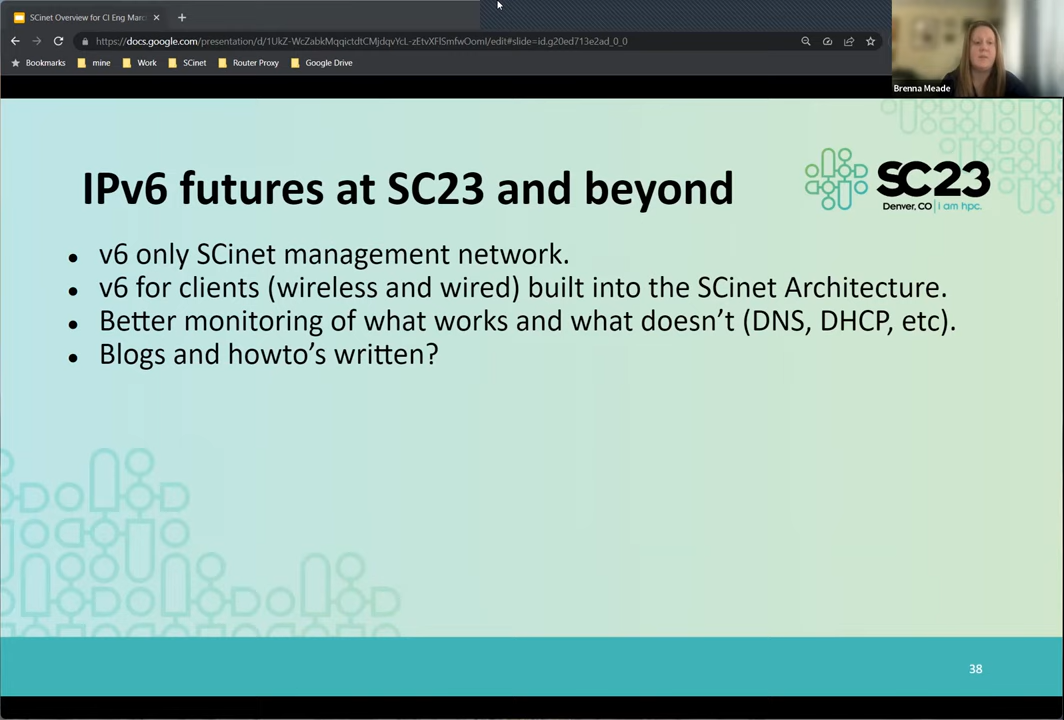 SCinet Overview for CI Eng Marc
https://docs.google.com/presentation/d/1UkZ-WcZabkMqqictdtCMjdqvYcL-zEtvXFlSmfwOomI/edit#slide=id.g20ed713e2ad_0_0
Bookmarks mine Work SCinet Router Proxy Google Drive
Brenna Meade
IPv6 futures at SC23 and beyond
SC23
Denver, CO | I am hpc.
• v6 only SCinet management network.
• v6 for clients (wireless and wired) built into the SCinet Architecture.
• Better monitoring of what works and what doesn’t (DNS, DHCP, etc).
• Blogs and howto’s written?
38